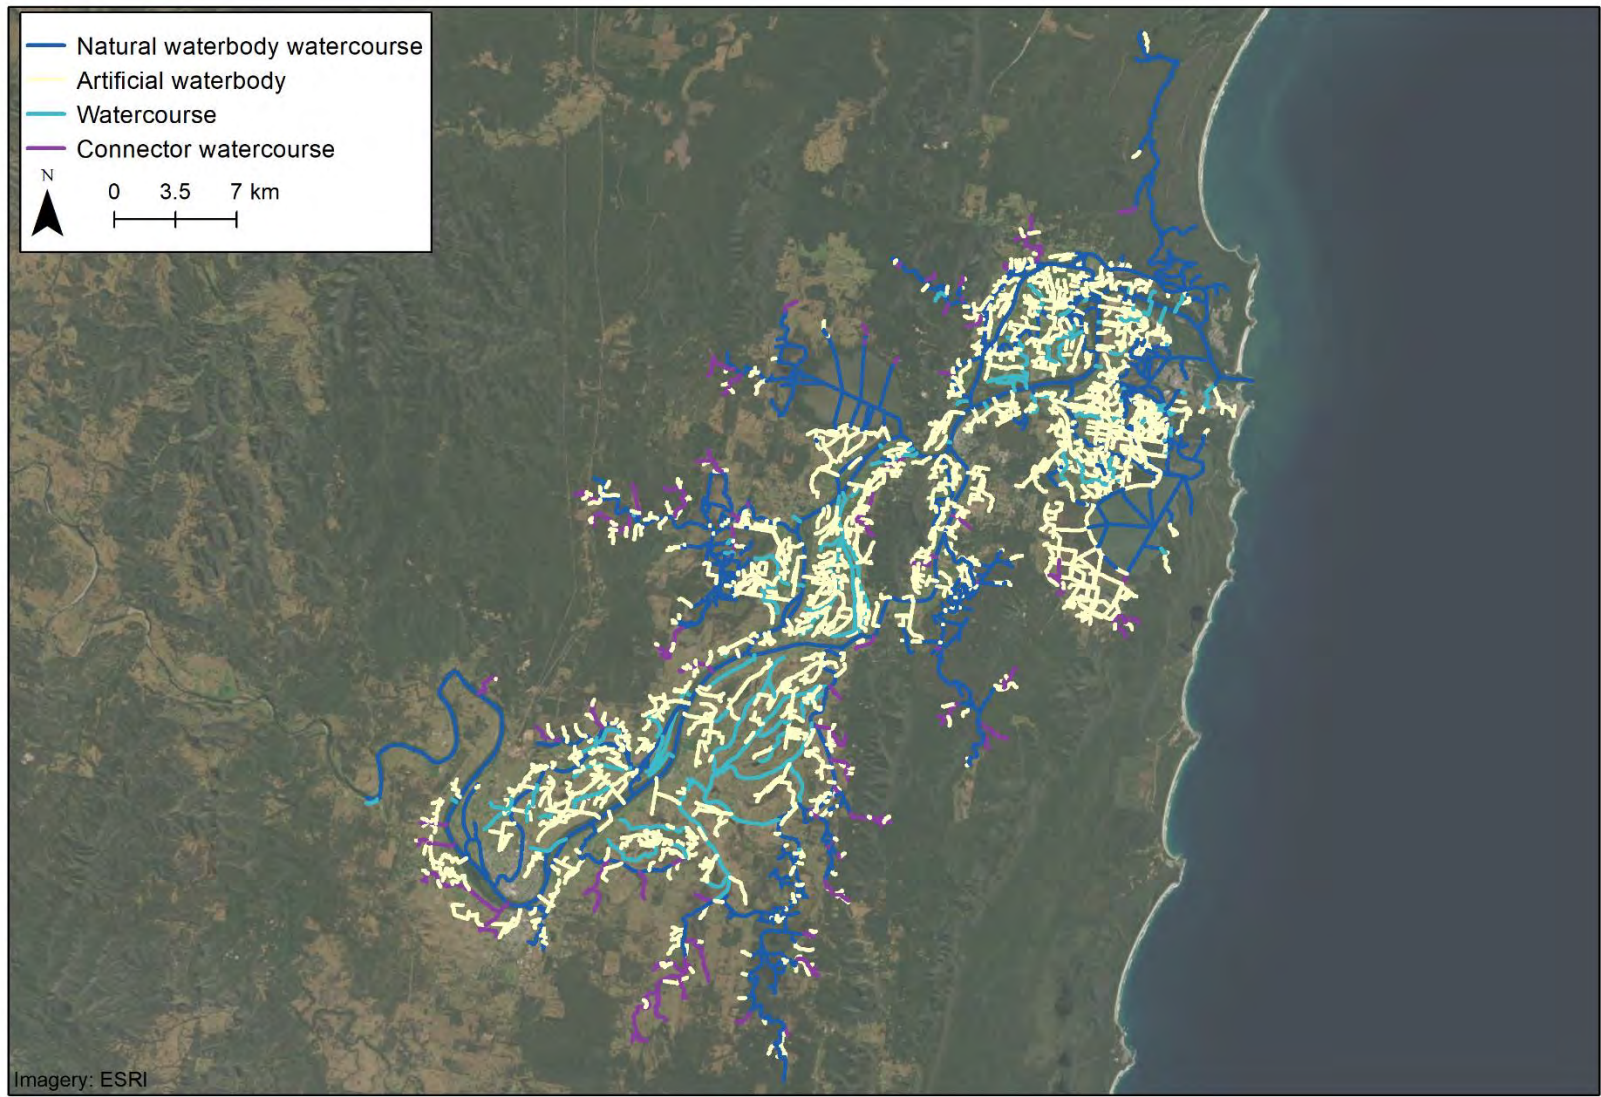 Natural waterbody watercourse
Artificial waterbody
Watercourse
Connector watercourse
N
0 3.5 7 km
Imagery: ESRI